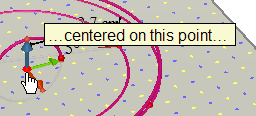 …centered on this point…